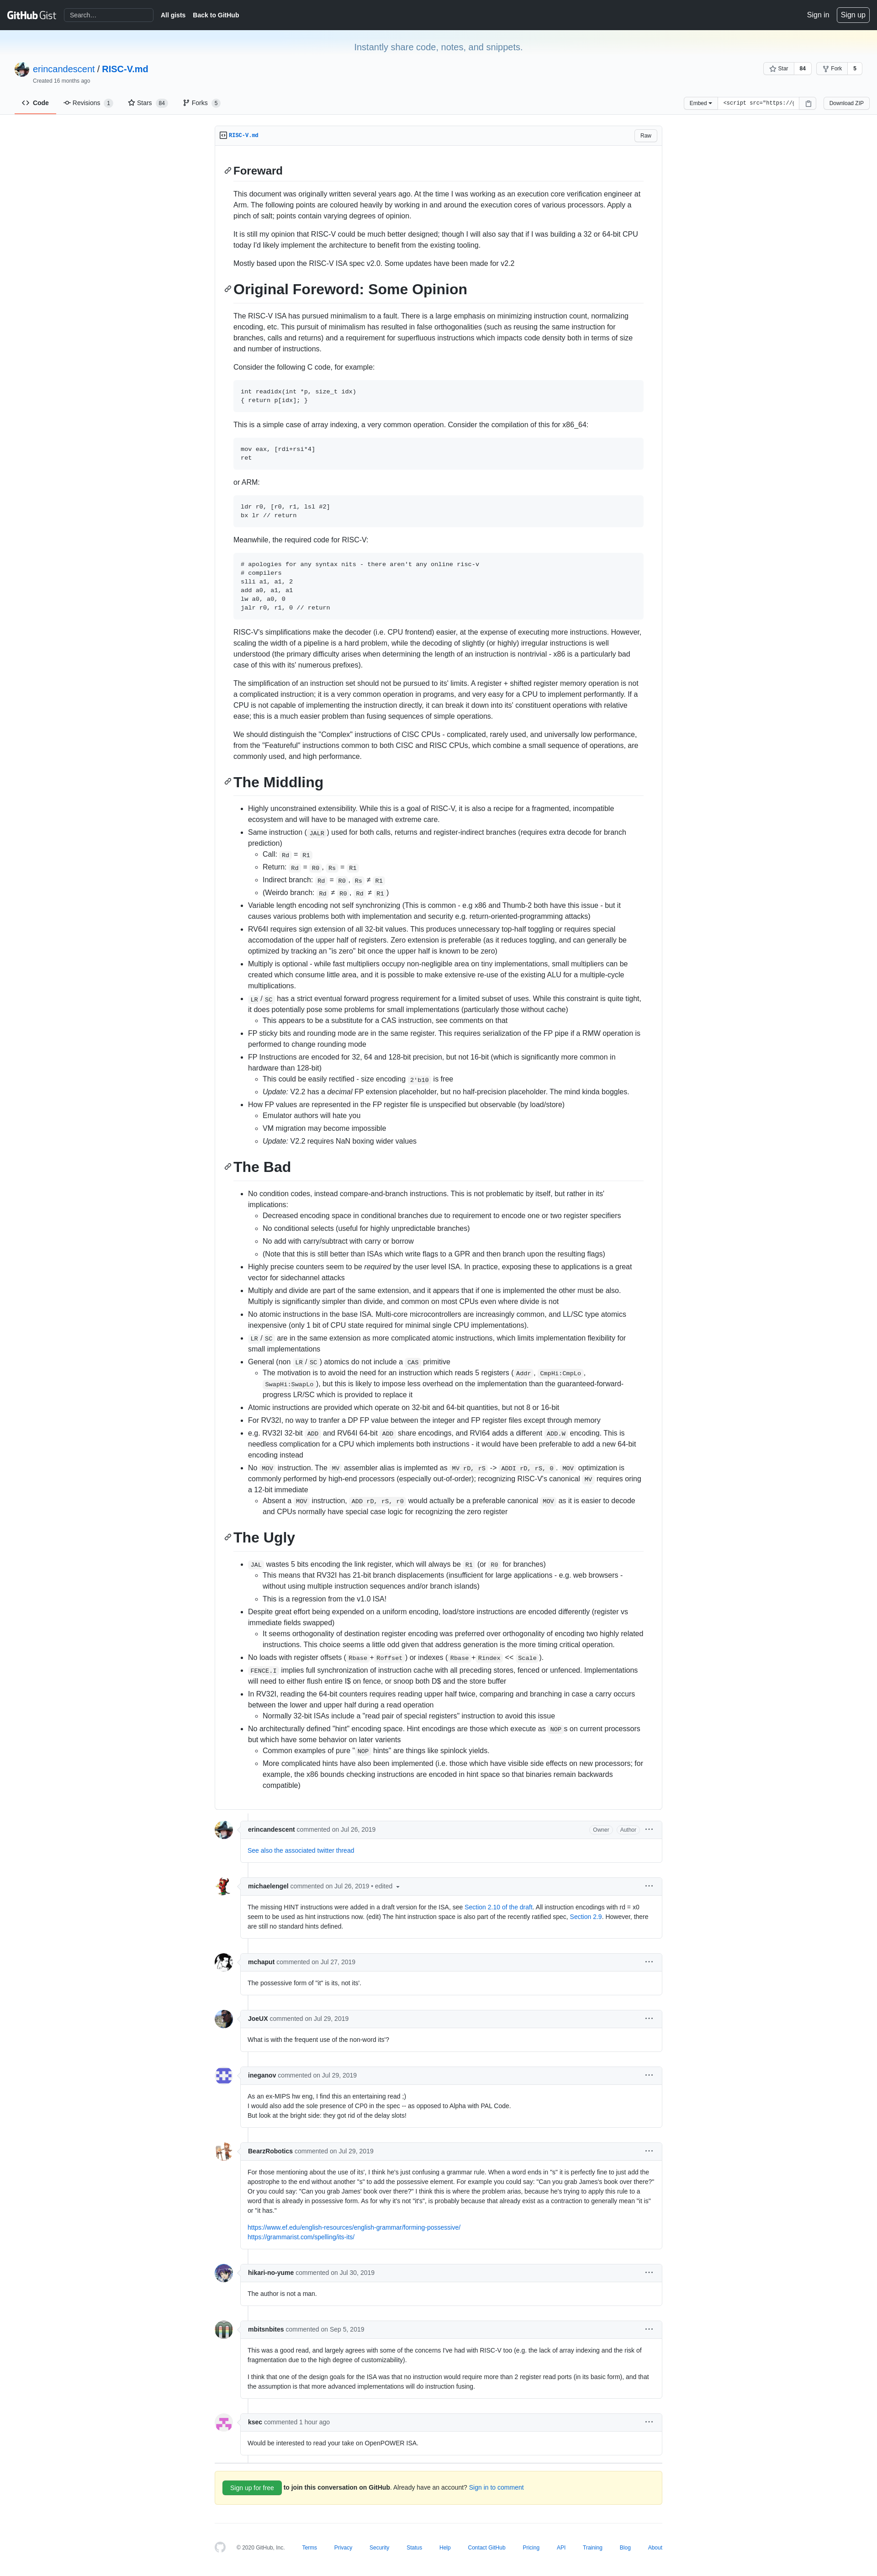 GitHub Gist
Search…
All gists
Back to GitHub
Sign in
Sign up
Instantly share code, notes, and snippets.
erincandescent / RISC-V.md
Created 16 months ago
Star 84
Fork 5
Code
Revisions 1
Stars 84
Forks 5
Embed
<script src="https://
Download ZIP
RISC-V.md
Raw
Foreward
This document was originally written several years ago. At the time I was working as an execution core verification engineer at
Arm. The following points are coloured heavily by working in and around the execution cores of various processors. Apply a
pinch of salt; points contain varying degrees of opinion.
It is still my opinion that RISC-V could be much better designed; though I will also say that if I was building a 32 or 64-bit CPU
today I'd likely implement the architecture to benefit from the existing tooling.
Mostly based upon the RISC-V ISA spec v2.0. Some updates have been made for v2.2
Original Foreword: Some Opinion
The RISC-V ISA has pursued minimalism to a fault. There is a large emphasis on minimizing instruction count, normalizing
encoding, etc. This pursuit of minimalism has resulted in false orthogonalities (such as reusing the same instruction for
branches, calls and returns) and a requirement for superfluous instructions which impacts code density both in terms of size
and number of instructions.
Consider the following C code, for example:
int readidx(int *p, size_t idx)
{ return p[idx]; }
This is a simple case of array indexing, a very common operation. Consider the compilation of this for x86_64:
mov eax, [rdi+rsi*4]
ret
or ARM:
ldr r0, [r0, r1, lsl #2]
bx lr // return
Meanwhile, the required code for RISC-V:
# apologies for any syntax nits - there aren't any online risc-v
# compilers
slli a1, a1, 2
add a0, a1, a1
lw a0, a0, 0
jalr r0, r1, 0 // return
RISC-V's simplifications make the decoder (i.e. CPU frontend) easier, at the expense of executing more instructions. However,
scaling the width of a pipeline is a hard problem, while the decoding of slightly (or highly) irregular instructions is well
understood (the primary difficulty arises when determining the length of an instruction is nontrivial - x86 is a particularly bad
case of this with its' numerous prefixes).
The simplification of an instruction set should not be pursued to its' limits. A register + shifted register memory operation is not
a complicated instruction; it is a very common operation in programs, and very easy for a CPU to implement performantly. If a
CPU is not capable of implementing the instruction directly, it can break it down into its' constituent operations with relative
ease; this is a much easier problem than fusing sequences of simple operations.
We should distinguish the "Complex" instructions of CISC CPUs - complicated, rarely used, and universally low performance,
from the "Featureful" instructions common to both CISC and RISC CPUs, which combine a small sequence of operations, are
commonly used, and high performance.
The Middling
• Highly unconstrained extensibility. While this is a goal of RISC-V, it is also a recipe for a fragmented, incompatible
ecosystem and will have to be managed with extreme care.
• Same instruction ( JALR ) used for both calls, returns and register-indirect branches (requires extra decode for branch
prediction)
◦ Call: Rd = R1
◦ Return: Rd = R0 , Rs = R1
◦ Indirect branch: Rd = R0 , Rs ≠ R1
◦ (Weirdo branch: Rd ≠ R0 , Rd ≠ R1 )
• Variable length encoding not self synchronizing (This is common - e.g x86 and Thumb-2 both have this issue - but it
causes various problems both with implementation and security e.g. return-oriented-programming attacks)
• RV64I requires sign extension of all 32-bit values. This produces unnecessary top-half toggling or requires special
accomodation of the upper half of registers. Zero extension is preferable (as it reduces toggling, and can generally be
optimized by tracking an "is zero" bit once the upper half is known to be zero)
• Multiply is optional - while fast multipliers occupy non-negligible area on tiny implementations, small multipliers can be
created which consume little area, and it is possible to make extensive re-use of the existing ALU for a multiple-cycle
multiplications.
• LR / SC has a strict eventual forward progress requirement for a limited subset of uses. While this constraint is quite tight,
it does potentially pose some problems for small implementations (particularly those without cache)
◦ This appears to be a substitute for a CAS instruction, see comments on that
• FP sticky bits and rounding mode are in the same register. This requires serialization of the FP pipe if a RMW operation is
performed to change rounding mode
• FP Instructions are encoded for 32, 64 and 128-bit precision, but not 16-bit (which is significantly more common in
hardware than 128-bit)
◦ This could be easily rectified - size encoding 2'b10 is free
◦ Update: V2.2 has a decimal FP extension placeholder, but no half-precision placeholder. The mind kinda boggles.
• How FP values are represented in the FP register file is unspecified but observable (by load/store)
◦ Emulator authors will hate you
◦ VM migration may become impossible
◦ Update: V2.2 requires NaN boxing wider values
The Bad
• No condition codes, instead compare-and-branch instructions. This is not problematic by itself, but rather in its'
implications:
◦ Decreased encoding space in conditional branches due to requirement to encode one or two register specifiers
◦ No conditional selects (useful for highly unpredictable branches)
◦ No add with carry/subtract with carry or borrow
◦ (Note that this is still better than ISAs which write flags to a GPR and then branch upon the resulting flags)
• Highly precise counters seem to be required by the user level ISA. In practice, exposing these to applications is a great
vector for sidechannel attacks
• Multiply and divide are part of the same extension, and it appears that if one is implemented the other must be also.
Multiply is significantly simpler than divide, and common on most CPUs even where divide is not
• No atomic instructions in the base ISA. Multi-core microcontrollers are increasingly common, and LL/SC type atomics
inexpensive (only 1 bit of CPU state required for minimal single CPU implementations).
• LR / SC are in the same extension as more complicated atomic instructions, which limits implementation flexibility for
small implementations
• General (non LR / SC ) atomics do not include a CAS primitive
◦ The motivation is to avoid the need for an instruction which reads 5 registers ( Addr , CmpHi:CmpLo ,
SwapHi:SwapLo ), but this is likely to impose less overhead on the implementation than the guaranteed-forward-
progress LR/SC which is provided to replace it
• Atomic instructions are provided which operate on 32-bit and 64-bit quantities, but not 8 or 16-bit
• For RV32I, no way to tranfer a DP FP value between the integer and FP register files except through memory
• e.g. RV32I 32-bit ADD and RV64I 64-bit ADD share encodings, and RVI64 adds a different ADD.W encoding. This is
needless complication for a CPU which implements both instructions - it would have been preferable to add a new 64-bit
encoding instead
• No MOV instruction. The MV assembler alias is implemented as MV rD, rS -> ADDI rD, rS, 0 . MOV optimization is
commonly performed by high-end processors (especially out-of-order); recognizing RISC-V's canonical MV requires oring
a 12-bit immediate
◦ Absent a MOV instruction, ADD rD, rS, r0 would actually be a preferable canonical MOV as it is easier to decode
and CPUs normally have special case logic for recognizing the zero register
The Ugly
• JAL wastes 5 bits encoding the link register, which will always be R1 (or R0 for branches)
◦ This means that RV32I has 21-bit branch displacements (insufficient for large applications - e.g. web browsers -
without using multiple instruction sequences and/or branch islands)
◦ This is a regression from the v1.0 ISA!
• Despite great effort being expended on a uniform encoding, load/store instructions are encoded differently (register vs
immediate fields swapped)
◦ It seems orthogonality of destination register encoding was preferred over orthogonality of encoding two highly related
instructions. This choice seems a little odd given that address generation is the more timing critical operation.
• No loads with register offsets ( Rbase + Roffset ) or indexes ( Rbase + Rindex << Scale ).
• FENCE.I implies full synchronization of instruction cache with all preceding stores, fenced or unfenced. Implementations
will need to either flush entire I$ on fence, or snoop both D$ and the store buffer
• In RV32I, reading the 64-bit counters requires reading upper half twice, comparing and branching in case a carry occurs
between the lower and upper half during a read operation
◦ Normally 32-bit ISAs include a "read pair of special registers" instruction to avoid this issue
• No architecturally defined "hint" encoding space. Hint encodings are those which execute as NOP s on current processors
but which have some behavior on later varients
◦ Common examples of pure " NOP hints" are things like spinlock yields.
◦ More complicated hints have also been implemented (i.e. those which have visible side effects on new processors; for
example, the x86 bounds checking instructions are encoded in hint space so that binaries remain backwards
compatible)
erincandescent commented on Jul 26, 2019
Owner
Author
See also the associated twitter thread
michaelengel commented on Jul 26, 2019 • edited
The missing HINT instructions were added in a draft version for the ISA, see Section 2.10 of the draft. All instruction encodings with rd = x0
seem to be used as hint instructions now. (edit) The hint instruction space is also part of the recently ratified spec, Section 2.9. However, there
are still no standard hints defined.
mchaput commented on Jul 27, 2019
The possessive form of "it" is its, not its'.
JoeUX commented on Jul 29, 2019
What is with the frequent use of the non-word its'?
ineganov commented on Jul 29, 2019
As an ex-MIPS hw eng, I find this an entertaining read ;)
I would also add the sole presence of CP0 in the spec -- as opposed to Alpha with PAL Code.
But look at the bright side: they got rid of the delay slots!
BearzRobotics commented on Jul 29, 2019
For those mentioning about the use of its', I think he's just confusing a grammar rule. When a word ends in "s" it is perfectly fine to just add the
apostrophe to the end without another "s" to add the possessive element. For example you could say: "Can you grab James's book over there?"
Or you could say: "Can you grab James' book over there?" I think this is where the problem arias, because he's trying to apply this rule to a
word that is already in possessive form. As for why it's not "it's", is probably because that already exist as a contraction to generally mean "it is"
or "it has."
https://www.ef.edu/english-resources/english-grammar/forming-possessive/
https://grammarist.com/spelling/its-its/
hikari-no-yume commented on Jul 30, 2019
The author is not a man.
mbitsnbites commented on Sep 5, 2019
This was a good read, and largely agrees with some of the concerns I've had with RISC-V too (e.g. the lack of array indexing and the risk of
fragmentation due to the high degree of customizability).
I think that one of the design goals for the ISA was that no instruction would require more than 2 register read ports (in its basic form), and that
the assumption is that more advanced implementations will do instruction fusing.
ksec commented 1 hour ago
Would be interested to read your take on OpenPOWER ISA.
Sign up for free to join this conversation on GitHub. Already have an account? Sign in to comment
© 2020 GitHub, Inc.
Terms
Privacy
Security
Status
Help
Contact GitHub
Pricing
API
Training
Blog
About